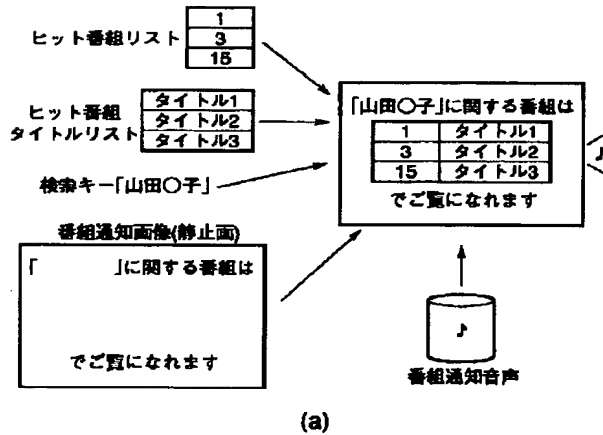 ヒット番組リスト
1
3
15
ヒット番組
タイトルリスト
タイトル1
タイトル2
タイトル3
検索キー「山田〇子」
番組通知画像(静止画)
「 」に関する番組は
でご覧になれます
「山田〇子」に関する番組は
1 タイトル1
3 タイトル2
15 タイトル3
でご覧になれます
♪
♪
番組通知音声
(a)